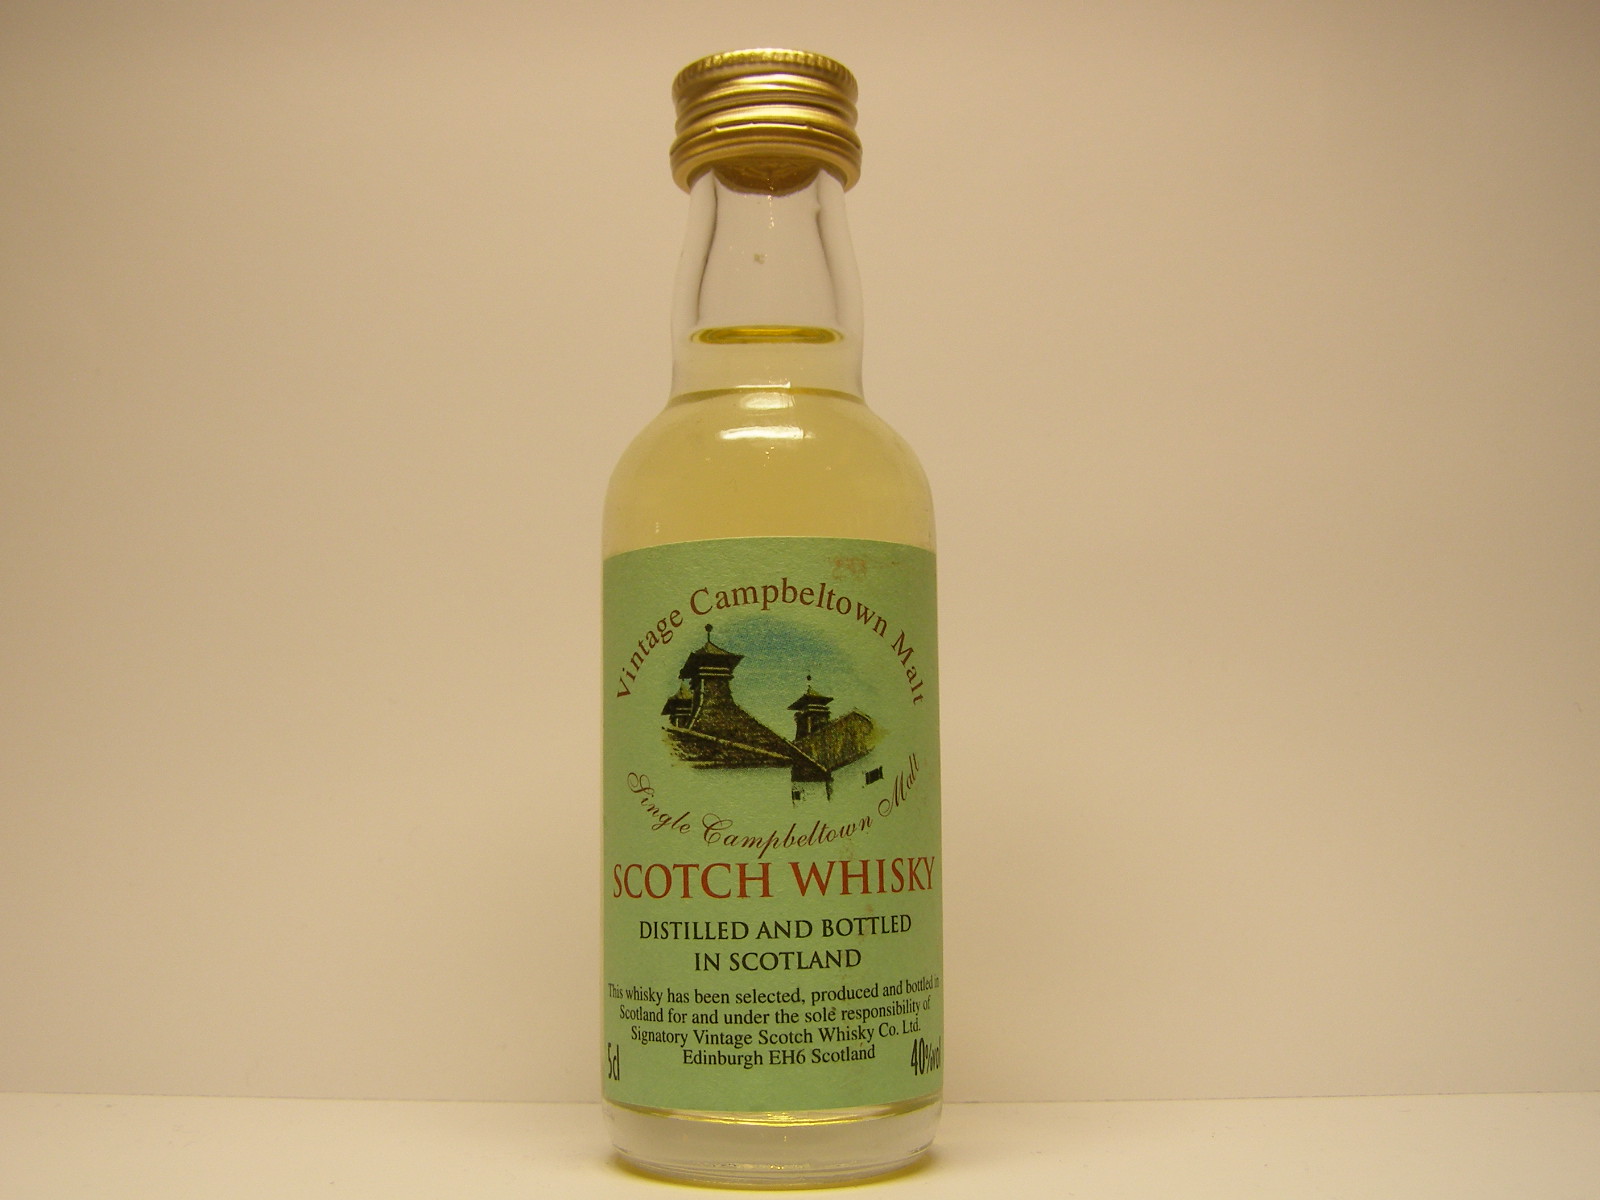 Vintage Campbeltown Malt
Single Campbeltown Malt
SCOTCH WHISKY
DISTILLED AND BOTTLED
IN SCOTLAND
This whisky has been selected, produced and bottled in
Scotland for and under the sole responsibility of
Signatory Vintage Scotch Whisky Co. Ltd.
Edinburgh EH6 Scotland
5cl
40%vol